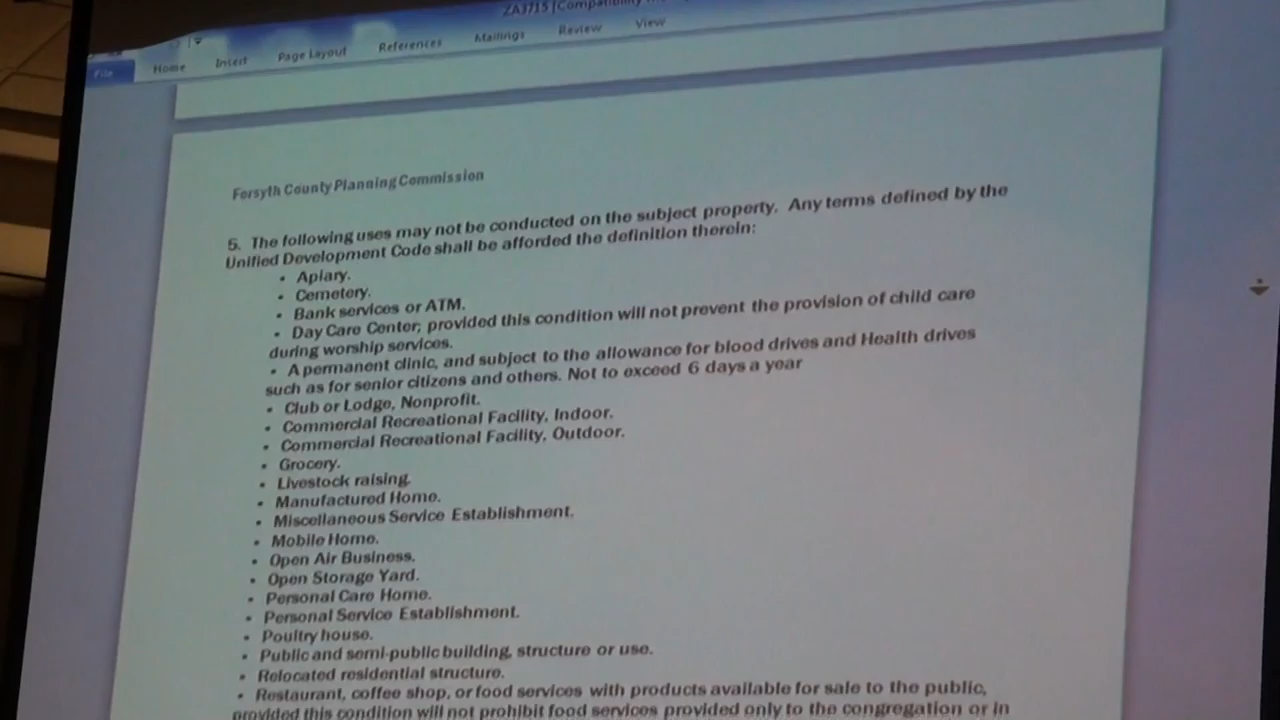 ZA3715 [Compatibility
File Home Insert Page Layout References Mailings Review View
Forsyth County Planning Commission
5. The following uses may not be conducted on the subject property. Any terms defined by the
Unified Development Code shall be afforded the definition therein:
• Apiary.
• Cemetery.
• Bank services or ATM.
• Day Care Center; provided this condition will not prevent the provision of child care
during worship services.
• A permanent clinic, and subject to the allowance for blood drives and Health drives
such as for senior citizens and others. Not to exceed 6 days a year
• Club or Lodge, Nonprofit.
• Commercial Recreational Facility, Indoor.
• Commercial Recreational Facility, Outdoor.
• Grocery.
• Livestock raising.
• Manufactured Home.
• Miscellaneous Service Establishment.
• Mobile Home.
• Open Air Business.
• Open Storage Yard.
• Personal Care Home.
• Personal Service Establishment.
• Poultry house.
• Public and semi-public building, structure or use.
• Relocated residential structure.
• Restaurant, coffee shop, or food services with products available for sale to the public,
provided this condition will not prohibit food services provided only to the congregation or in